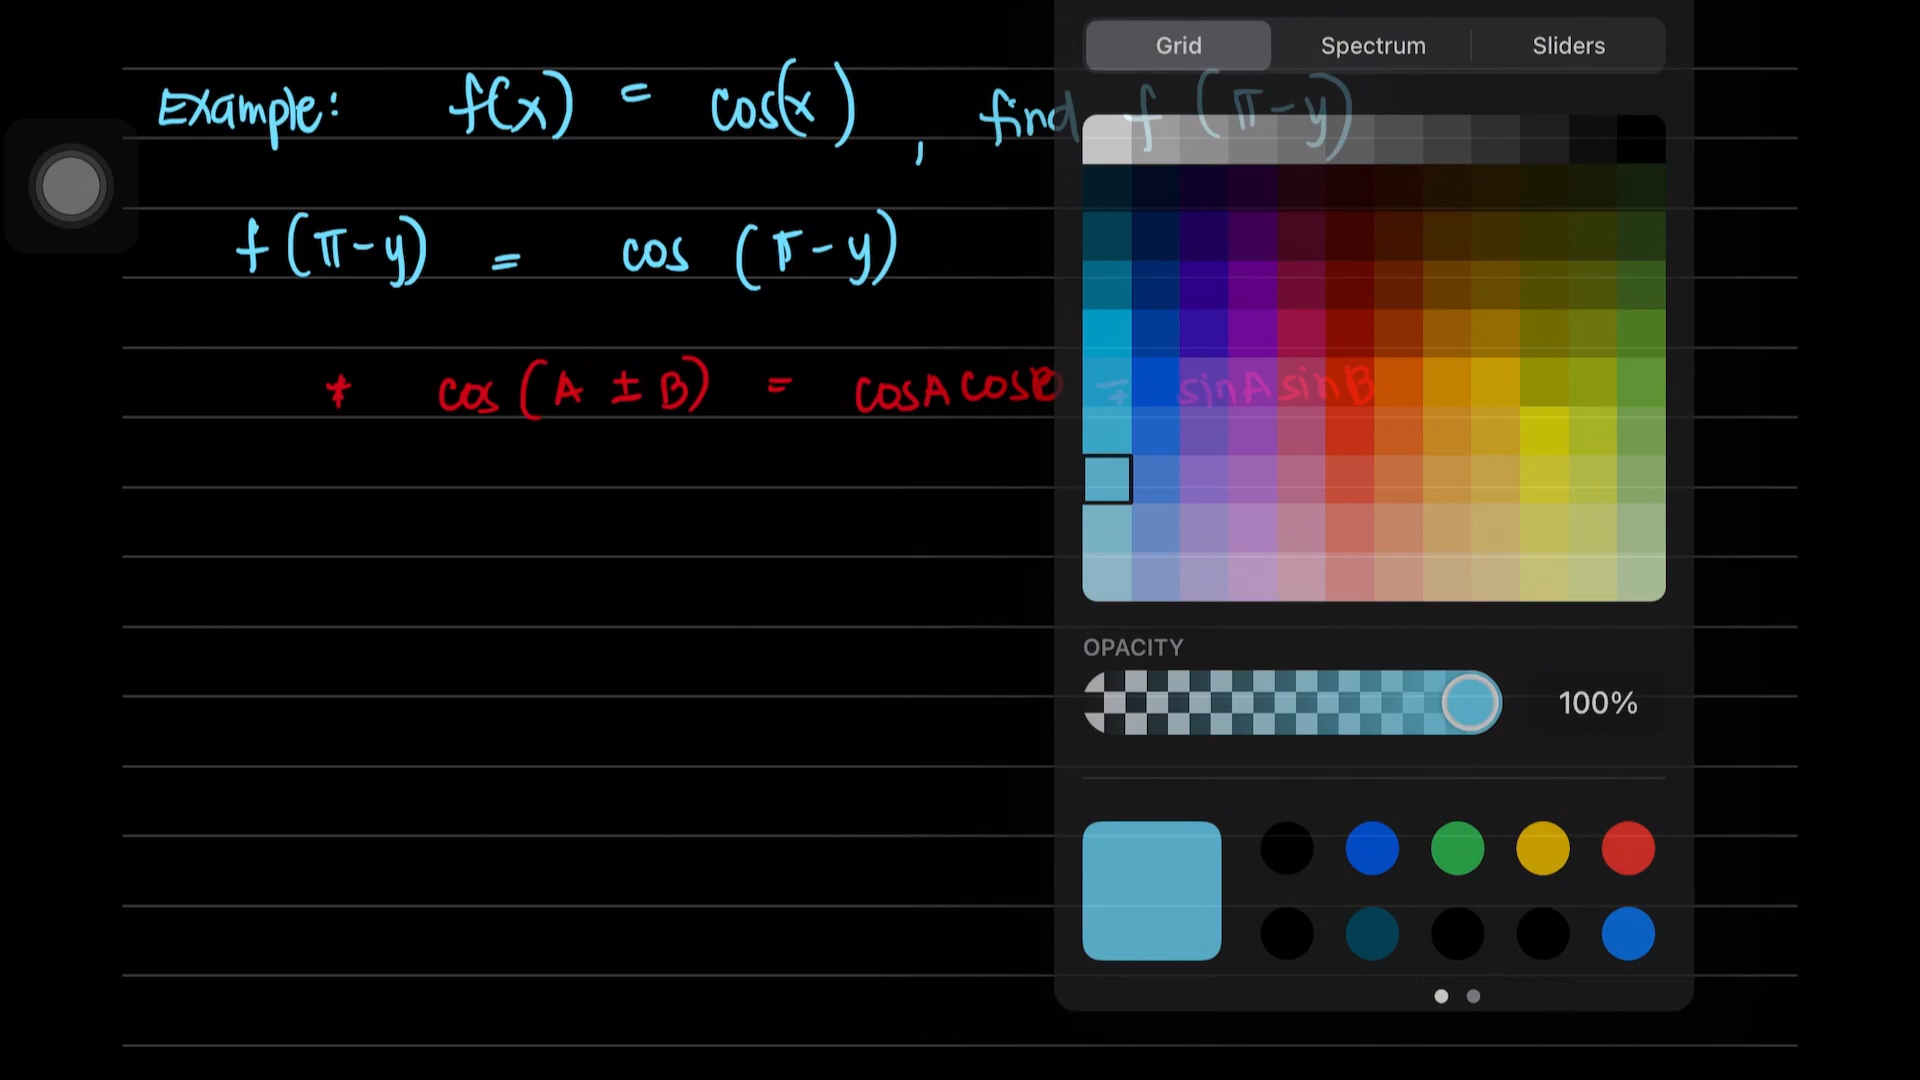 Grid Spectrum Sliders
Example: f(x) = cos(x) , find f (π-y)
f(π-y) = cos (π-y)
* cos (A ± B) = cosA cosB ∓ sinA sinB
OPACITY
100%